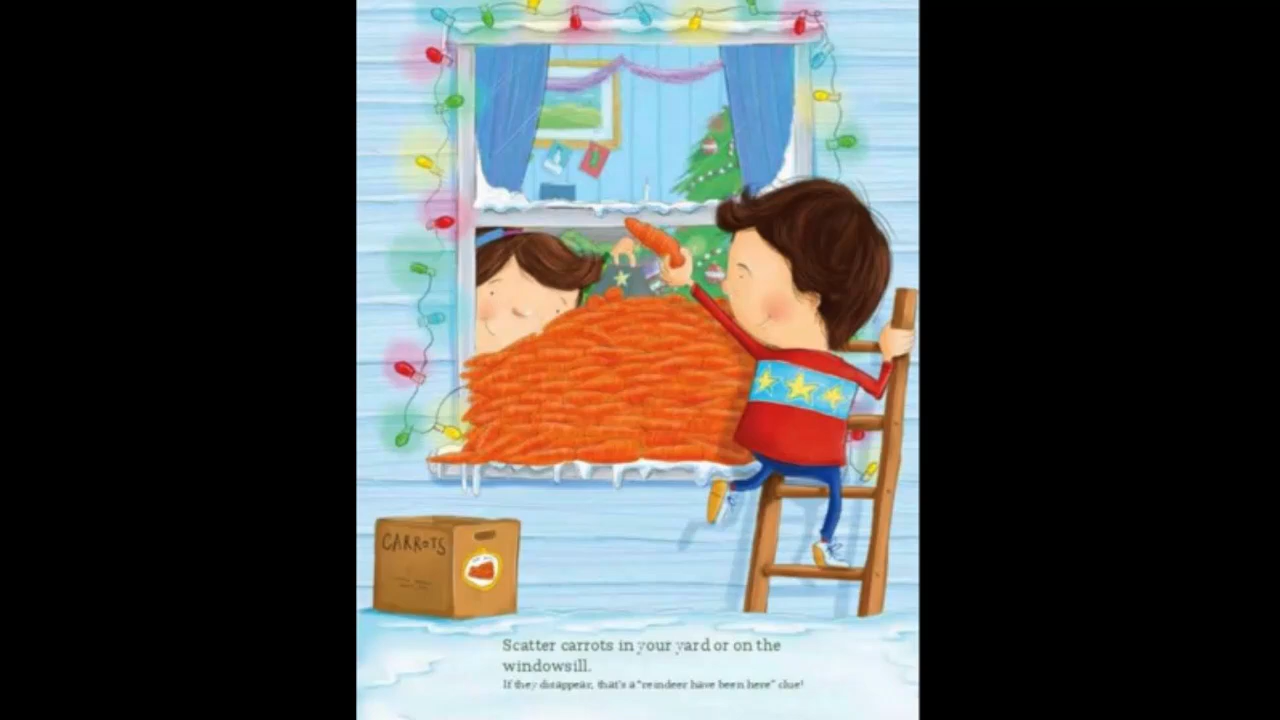 CARROTS
Scatter carrots in your yard or on the
windowsill.
If they disappear, that's a "reindeer have been here" clue!